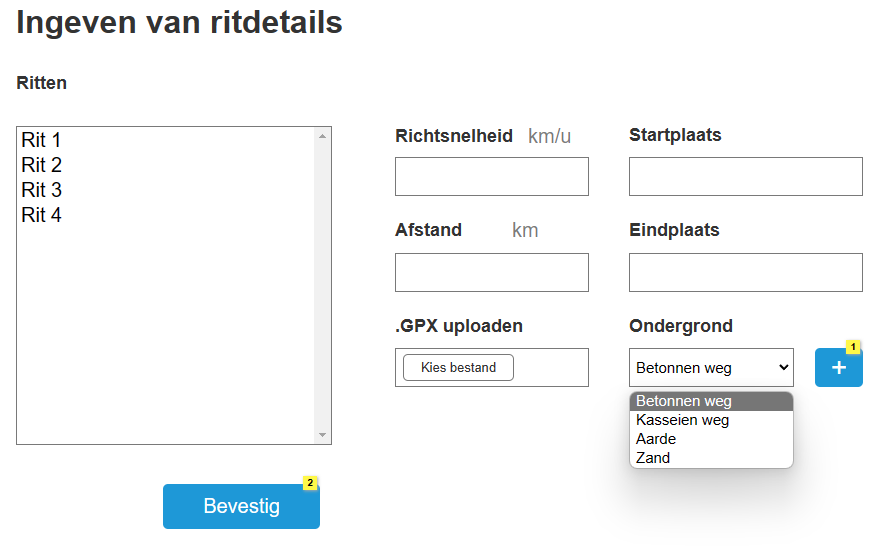 Ingeven van ritdetails
Ritten
Rit 1
Rit 2
Rit 3
Rit 4
Richtsnelheid km/u
Startplaats
Afstand km
Eindplaats
.GPX uploaden
Ondergrond
Kies bestand
Betonnen weg
+
1
Betonnen weg
Kasseien weg
Aarde
Zand
Bevestig
2